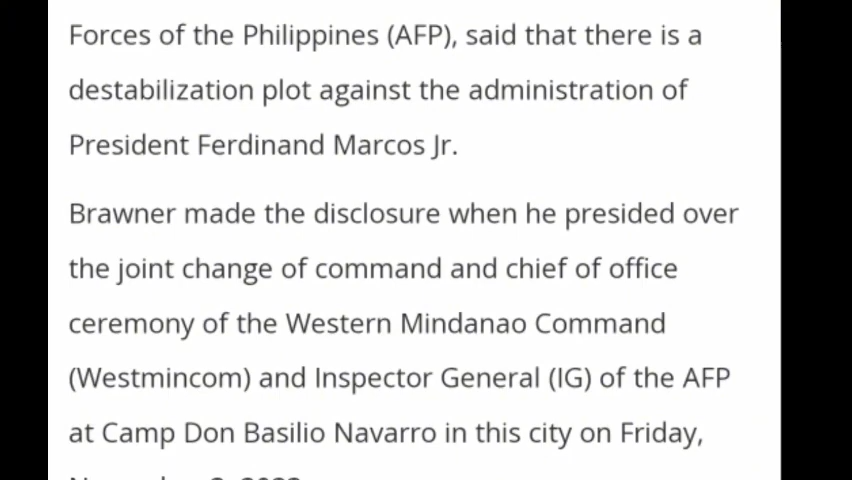 Forces of the Philippines (AFP), said that there is a
destabilization plot against the administration of
President Ferdinand Marcos Jr.
Brawner made the disclosure when he presided over
the joint change of command and chief of office
ceremony of the Western Mindanao Command
(Westmincom) and Inspector General (IG) of the AFP
at Camp Don Basilio Navarro in this city on Friday,